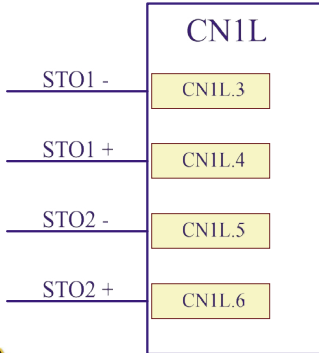 CN1L
STO1 - CN1L.3
STO1 + CN1L.4
STO2 - CN1L.5
STO2 + CN1L.6